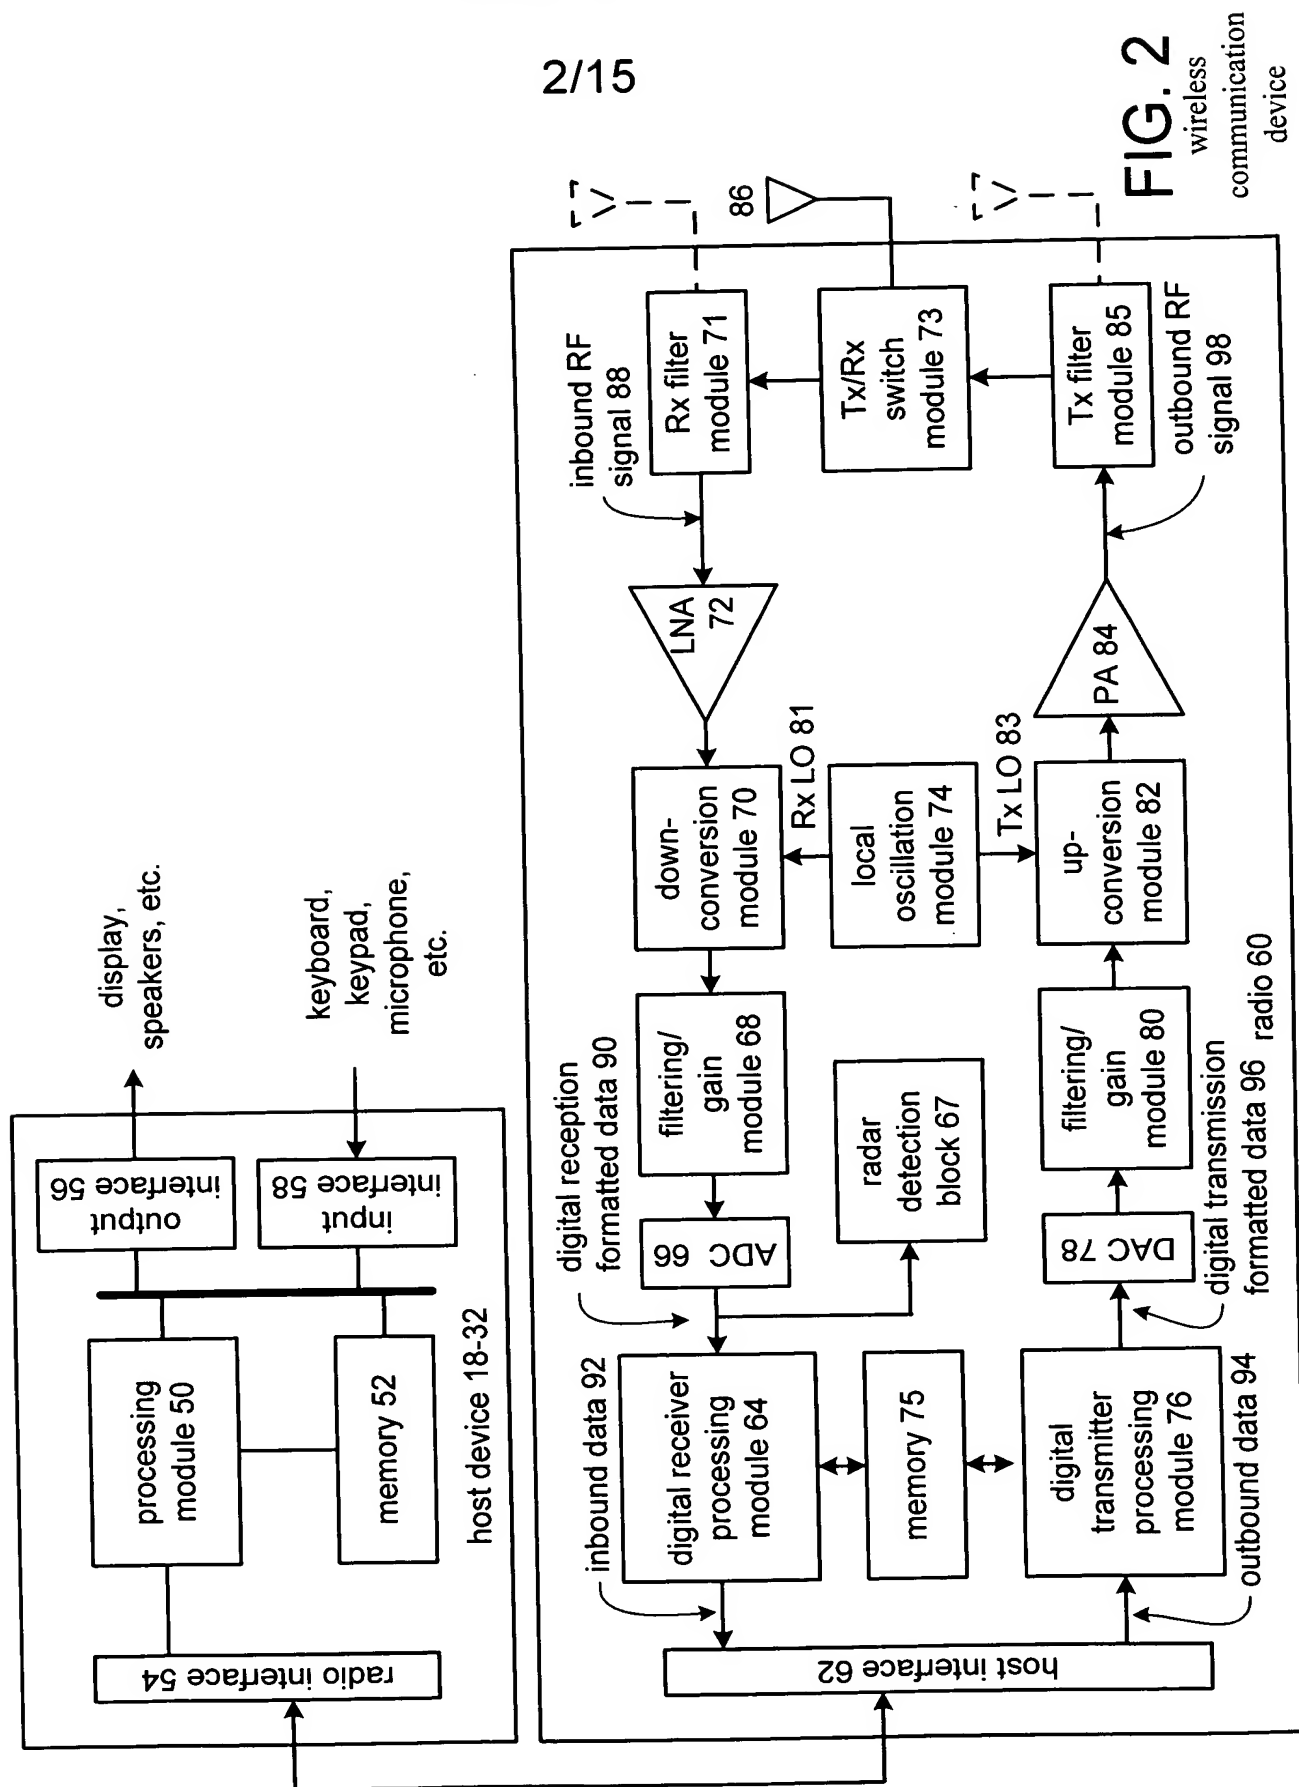 2/15
display,
speakers, etc.
keyboard,
keypad,
microphone,
etc.
output
interface 56
input
interface 58
processing
module 50
memory 52
radio interface 54
host device 18-32
86
inbound RF
signal 88
Rx filter
module 71
LNA
72
down-
conversion
module 70
Rx LO 81
filtering/
gain
module 68
digital reception
formatted data 90
ADC 66
inbound data 92
digital receiver
processing
module 64
Tx/Rx
switch
module 73
local
oscillation
module 74
Tx LO 83
radar
detection
block 67
memory 75
host interface 62
Tx filter
module 85
outbound RF
signal 98
PA 84
up-
conversion
module 82
filtering/
gain
module 80
DAC 78
digital transmission
formatted data 96
digital
transmitter
processing
module 76
outbound data 94
radio 60
FIG. 2
wireless
communication
device